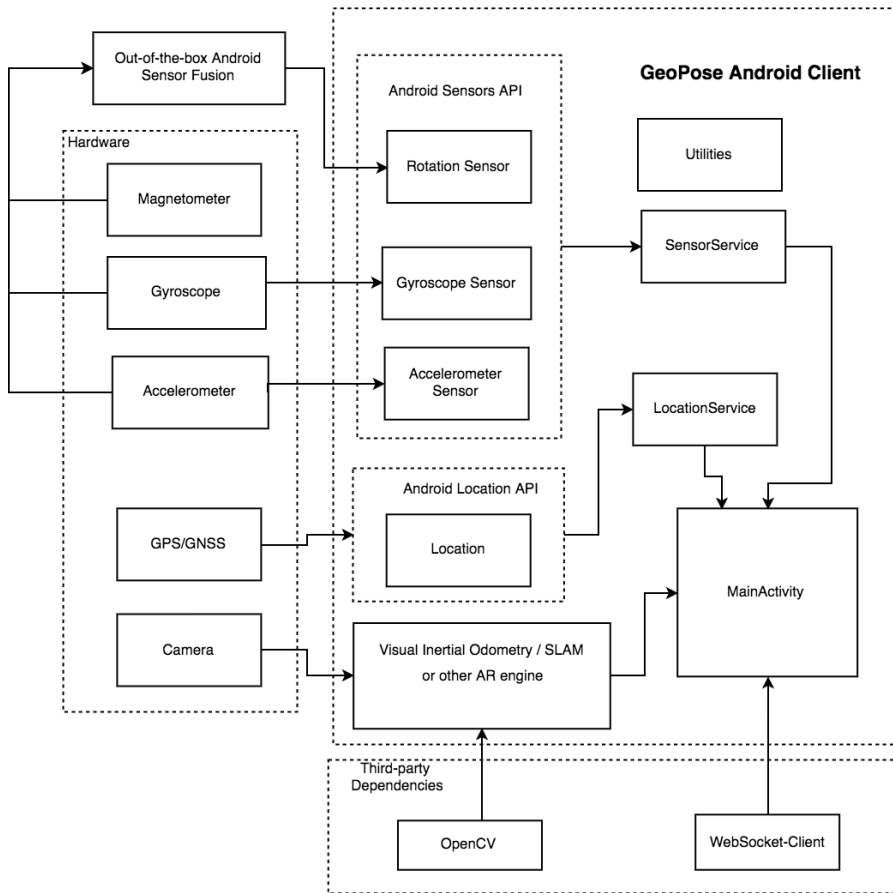 Out-of-the-box Android
Sensor Fusion
Android Sensors API
GeoPose Android Client
Hardware
Rotation Sensor
Utilities
Magnetometer
SensorService
Gyroscope
Gyroscope Sensor
Accelerometer
Accelerometer
Sensor
LocationService
Android Location API
GPS/GNSS
Location
MainActivity
Camera
Visual Inertial Odometry / SLAM
or other AR engine
Third-party
Dependencies
OpenCV
WebSocket-Client